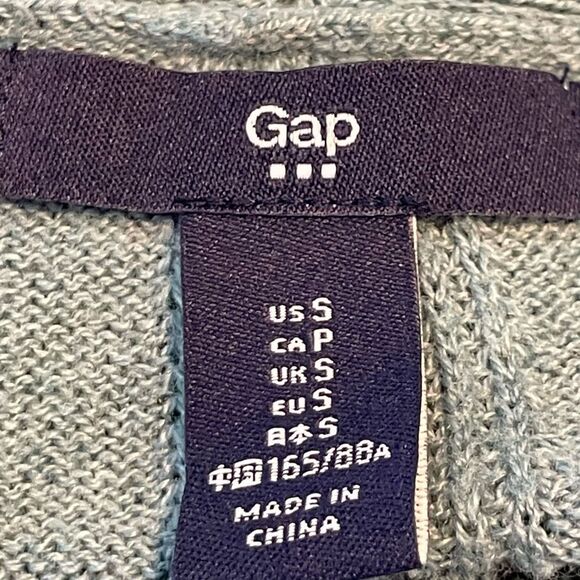 Gap
US S
CA P
UK S
EU S
日本 S
中国 165/88A
MADE IN
CHINA